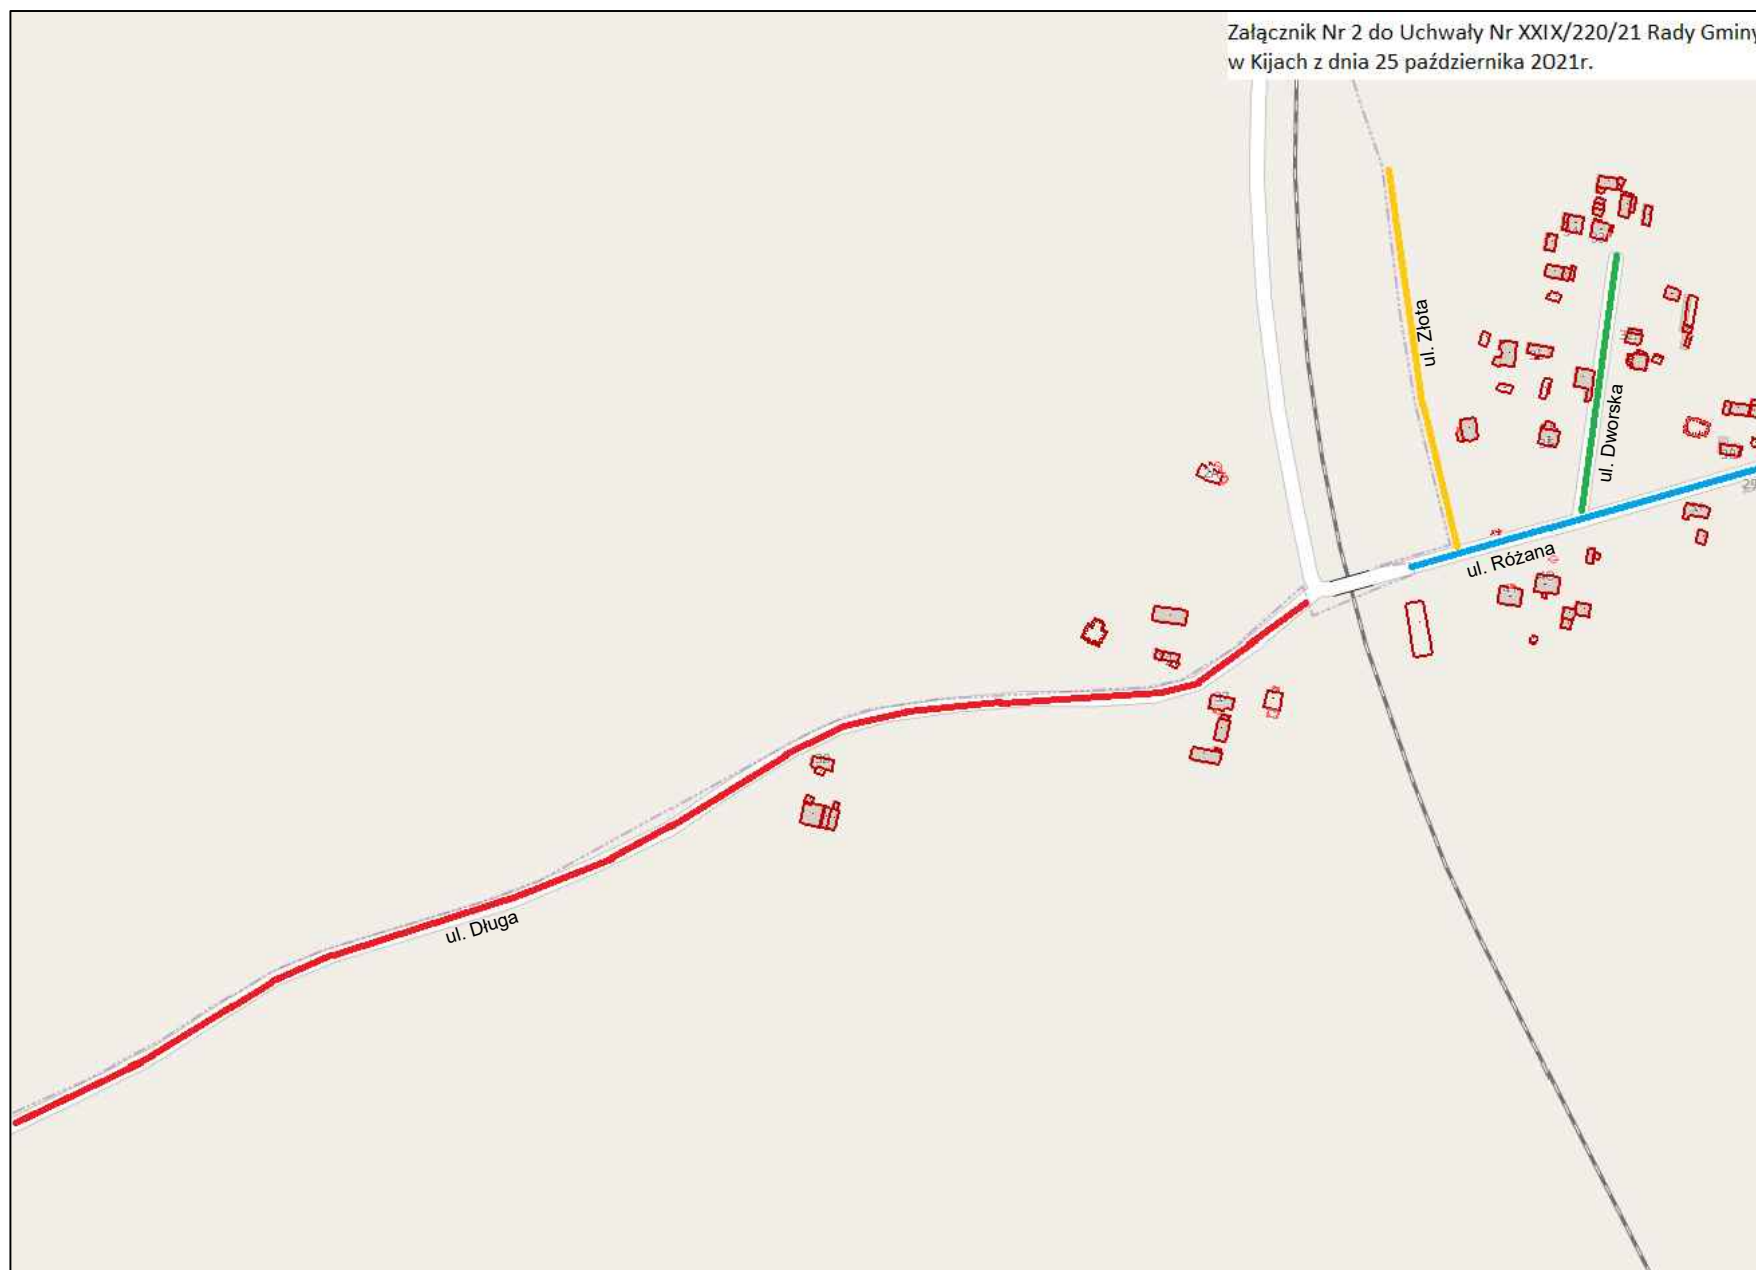 Załącznik Nr 2 do Uchwały Nr XXIX/220/21 Rady Gminy
w Kijach z dnia 25 października 2021r.
ul. Złota
ul. Dworska
ul. Różana
ul. Długa